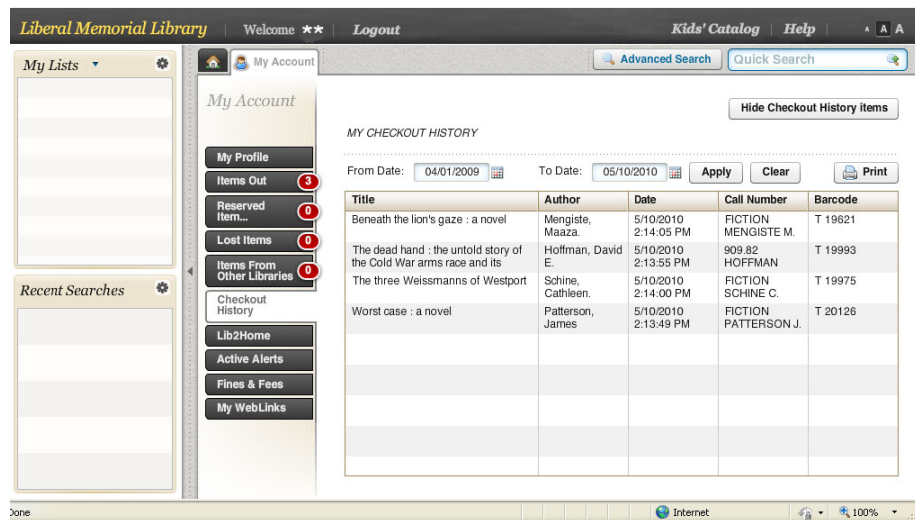 Liberal Memorial Library Welcome ★★ Logout Kids' Catalog Help A A A
My Lists
My Account
Advanced Search
Quick Search
My Account
Hide Checkout History items
MY CHECKOUT HISTORY
My Profile
Items Out 3
Reserved
Item... 0
Lost Items 0
Items From
Other Libraries 0
Checkout
History
Lib2Home
Active Alerts
Fines & Fees
My WebLinks
From Date: 04/01/2009 To Date: 05/10/2010 Apply Clear Print
Title Author Date Call Number Barcode
Beneath the lion's gaze : a novel Mengiste, 5/10/2010 FICTION T 19621
Maaza. 2:14:05 PM MENGISTE M.
The dead hand : the untold story of Hoffman, David 5/10/2010 909.82 T 19993
the Cold War arms race and its E. 2:13:55 PM HOFFMAN
The three Weissmanns of Westport Schine, 5/10/2010 FICTION T 19975
Cathleen. 2:14:00 PM SCHINE C.
Worst case : a novel Patterson, 5/10/2010 FICTION T 20126
James 2:13:49 PM PATTERSON J.
Recent Searches
Done Internet 100%